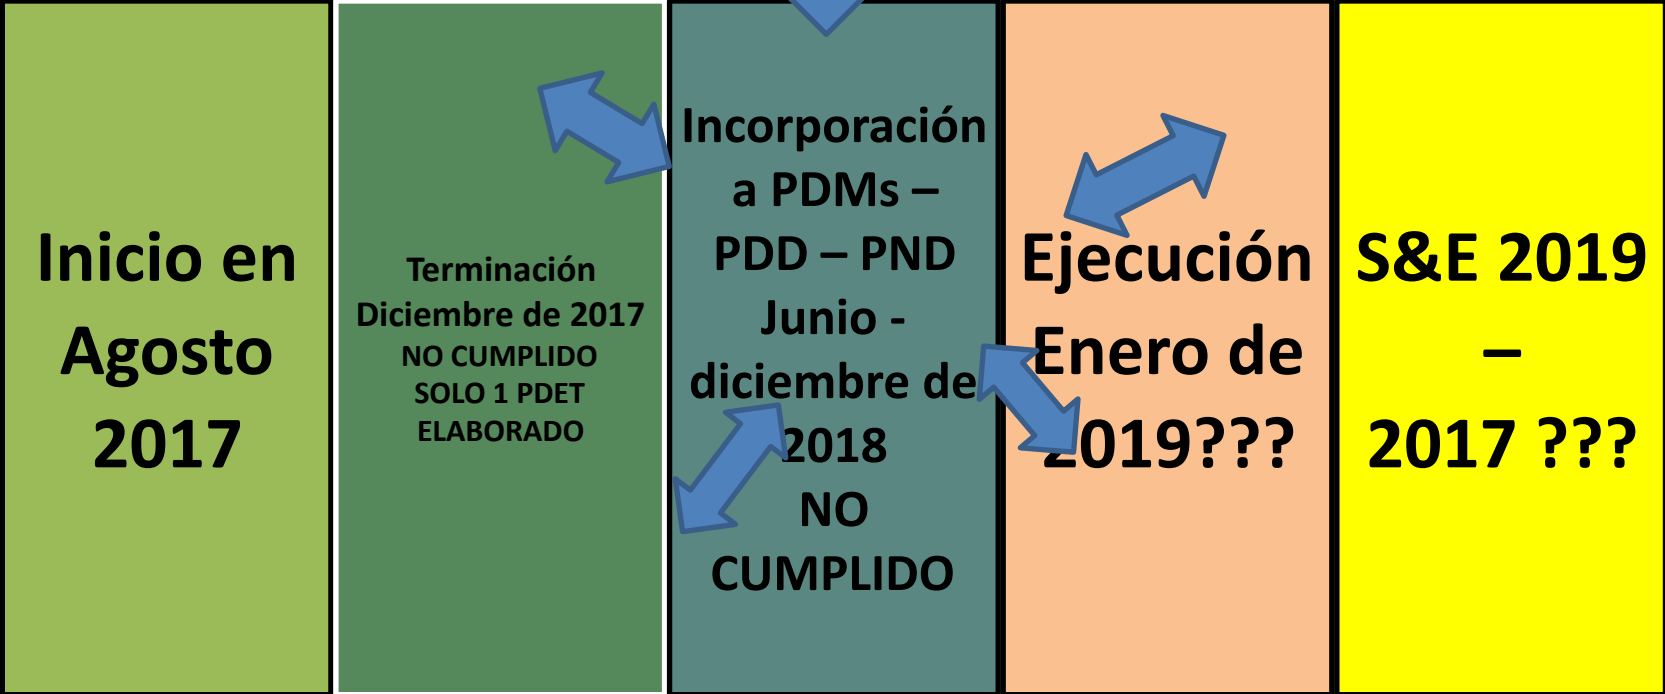 Inicio en
Agosto
2017
Terminación
Diciembre de 2017
NO CUMPLIDO
SOLO 1 PDET
ELABORADO
Incorporación
a PDMs –
PDD – PND
Junio -
diciembre de
2018
NO
CUMPLIDO
Ejecución
Enero de
2019???
S&E 2019
–
2017 ???